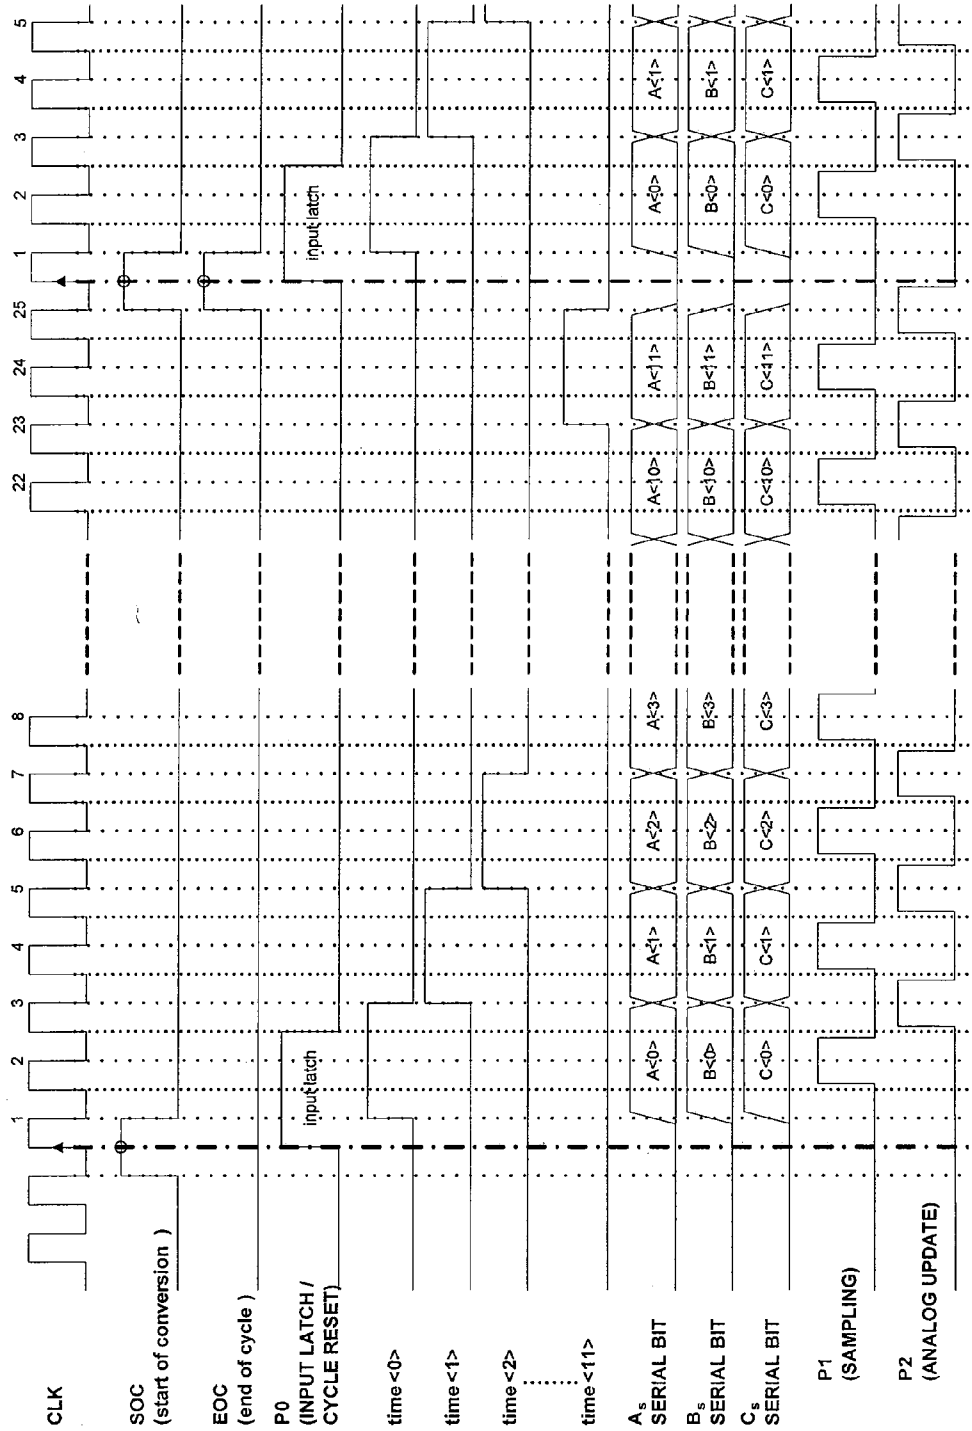 1 2 3 4 5 6 7 8 22 23 24 25 1 2 3 4 5
CLK
SOC
(start of conversion )
EOC
(end of cycle )
P0
(INPUT LATCH /
CYCLE RESET)
input latch
input latch
time<0>
time<1>
time<2>
..........
time<11>
As
SERIAL BIT
A<0> A<1> A<2> A<3> A<10> A<11> A<0> A<1>
Bs
SERIAL BIT
B<0> B<1> B<2> B<3> B<10> B<11> B<0> B<1>
Cs
SERIAL BIT
C<0> C<1> C<2> C<3> C<10> C<11> C<0> C<1>
P1
(SAMPLING)
P2
(ANALOG UPDATE)